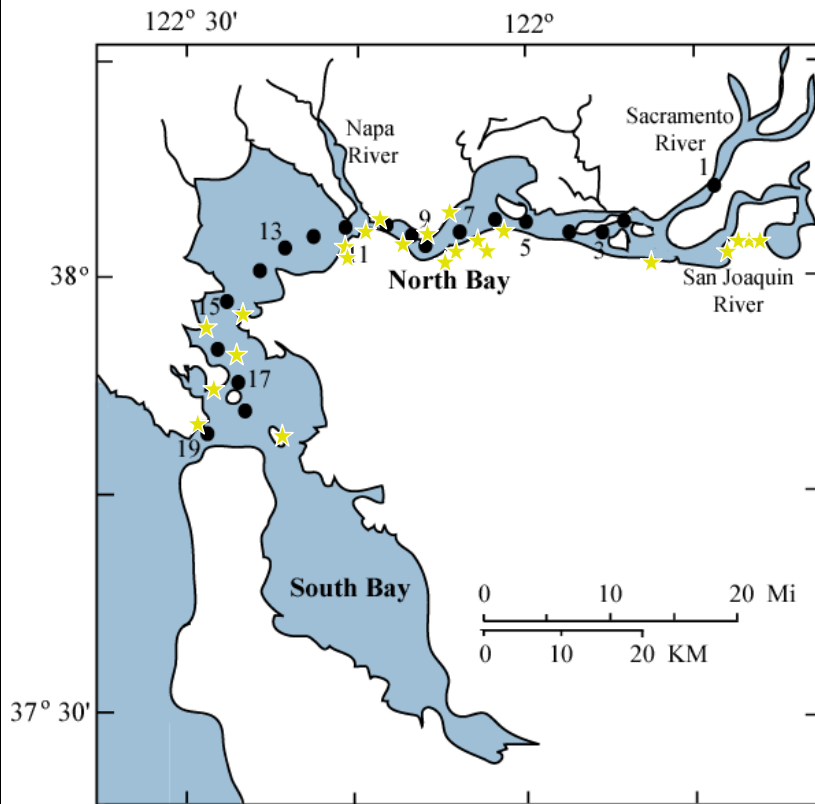 122° 30'
122°
Napa
River
Sacramento
River
1
9
7
13
1
5
3
38°
North Bay
San Joaquin
River
15
17
19
South Bay
0 10 20 Mi
0 10 20 KM
37° 30'